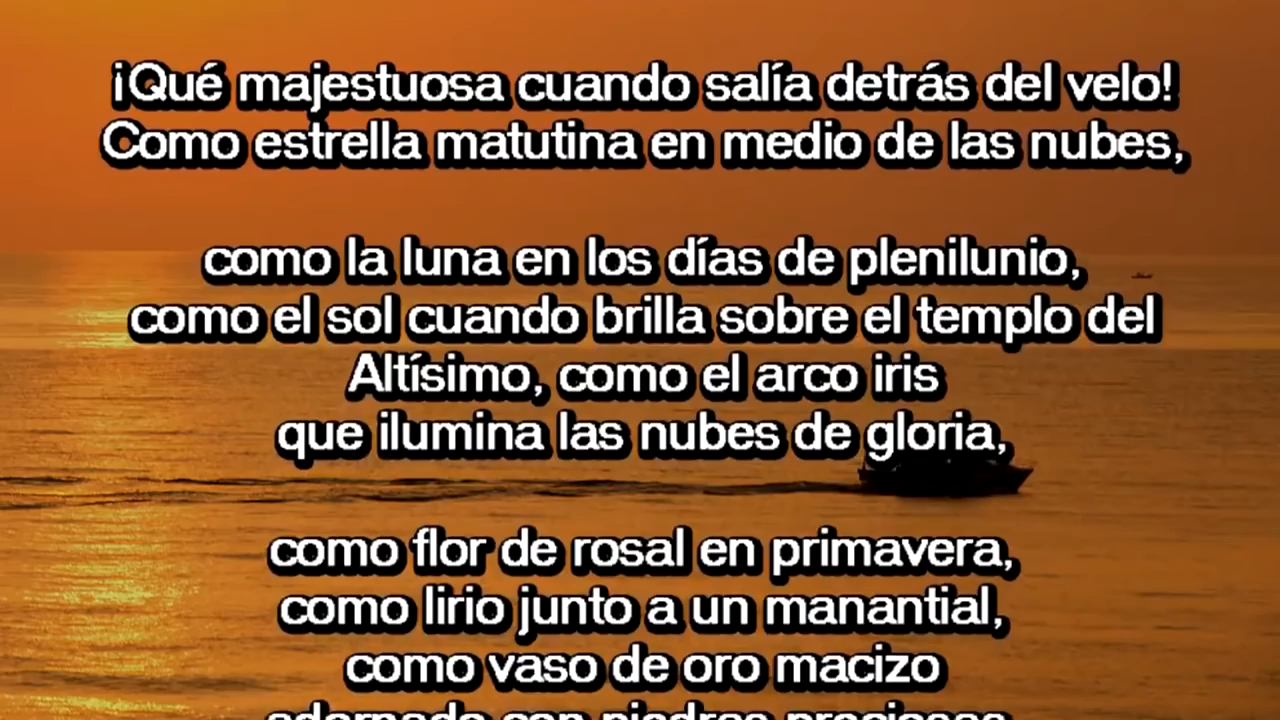 ¡Qué majestuosa cuando salía detrás del velo!
Como estrella matutina en medio de las nubes,
como la luna en los días de plenilunio,
como el sol cuando brilla sobre el templo del
Altísimo, como el arco iris
que ilumina las nubes de gloria,
como flor de rosal en primavera,
como lirio junto a un manantial,
como vaso de oro macizo
adornado con piedras preciosas